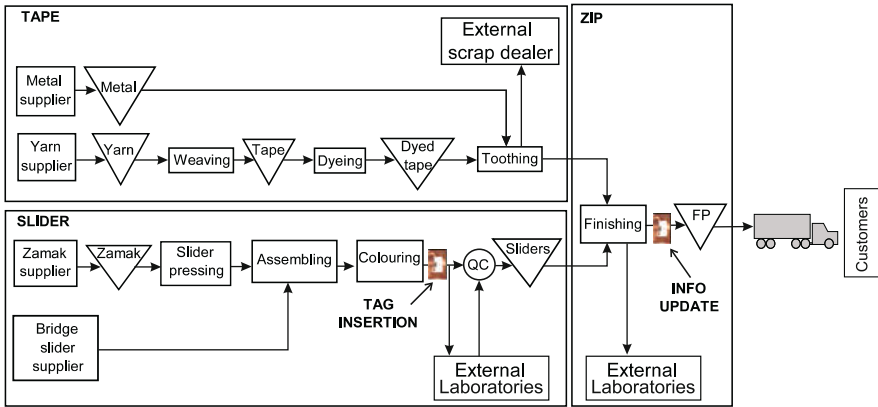 TAPE
External
scrap dealer
Metal
supplier
Metal
Yarn
supplier
Yarn
Weaving
Tape
Dyeing
Dyed
tape
Toothing
SLIDER
Zamak
supplier
Zamak
Slider
pressing
Assembling
Colouring
QC
Sliders
TAG
INSERTION
Bridge
slider
supplier
External
Laboratories
ZIP
Finishing
FP
INFO
UPDATE
External
Laboratories
Customers